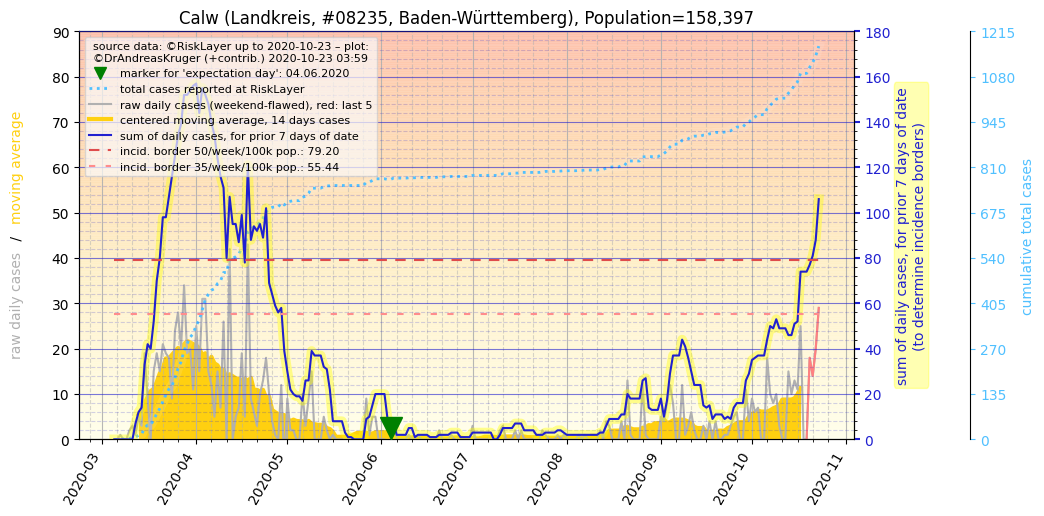 Calw (Landkreis, #08235, Baden-Württemberg), Population=158,397
source data: ©RiskLayer up to 2020-10-23 – plot:
©DrAndreasKruger (+contrib.) 2020-10-23 03:59
marker for 'expectation day': 04.06.2020
total cases reported at RiskLayer
raw daily cases (weekend-flawed), red: last 5
centered moving average, 14 days cases
sum of daily cases, for prior 7 days of date
incid. border 50/week/100k pop.: 79.20
incid. border 35/week/100k pop.: 55.44
raw daily cases / moving average
90
80
70
60
50
40
30
20
10
0
2020-03
2020-04
2020-05
2020-06
2020-07
2020-08
2020-09
2020-10
2020-11
180
160
140
120
100
80
60
40
20
0
sum of daily cases, for prior 7 days of date
(to determine incidence borders)
1215
1080
945
810
675
540
405
270
135
0
cumulative total cases